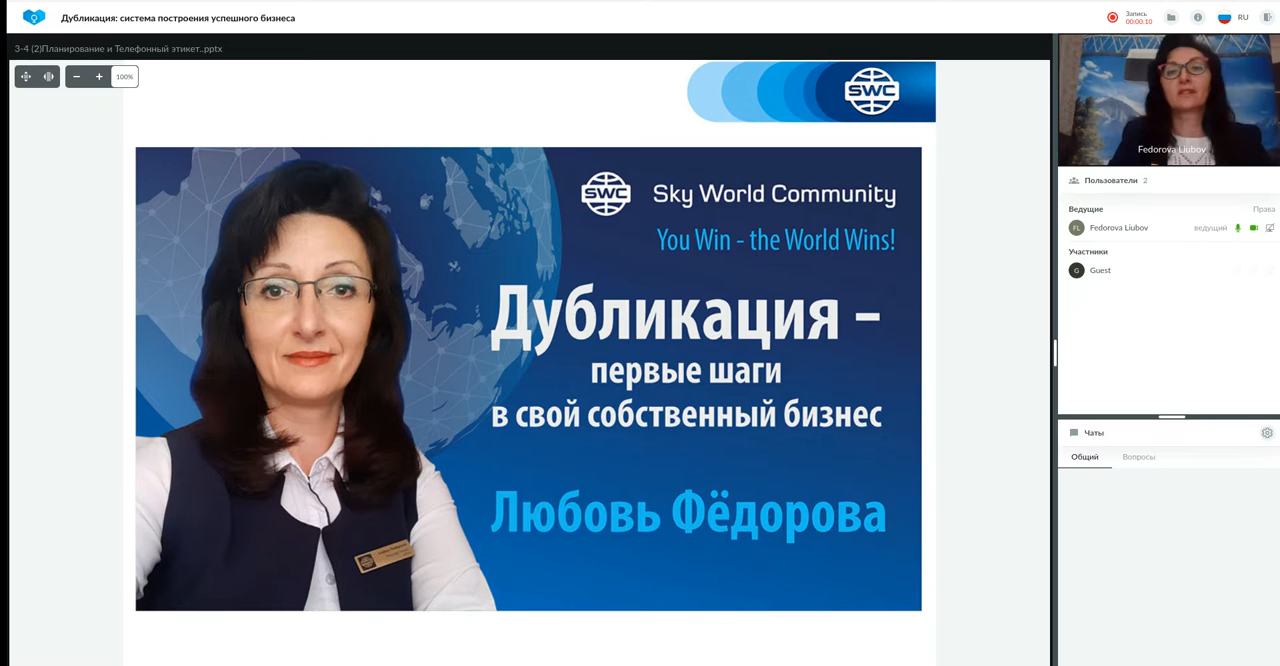 Дубликация: система построения успешного бизнеса
Запись
00:00:10
RU
3-4 (2)Планирование и Телефонный этикет..pptx
100%
SWC
SWC
Sky World Community
You Win - the World Wins!
Дубликация –
первые шаги
в свой собственный бизнес
Любовь Фёдорова
Fedorova Liubov
Пользователи 2
Ведущие
Права
FL
Fedorova Liubov
ведущий
Участники
G
Guest
Чаты
Общий
Вопросы